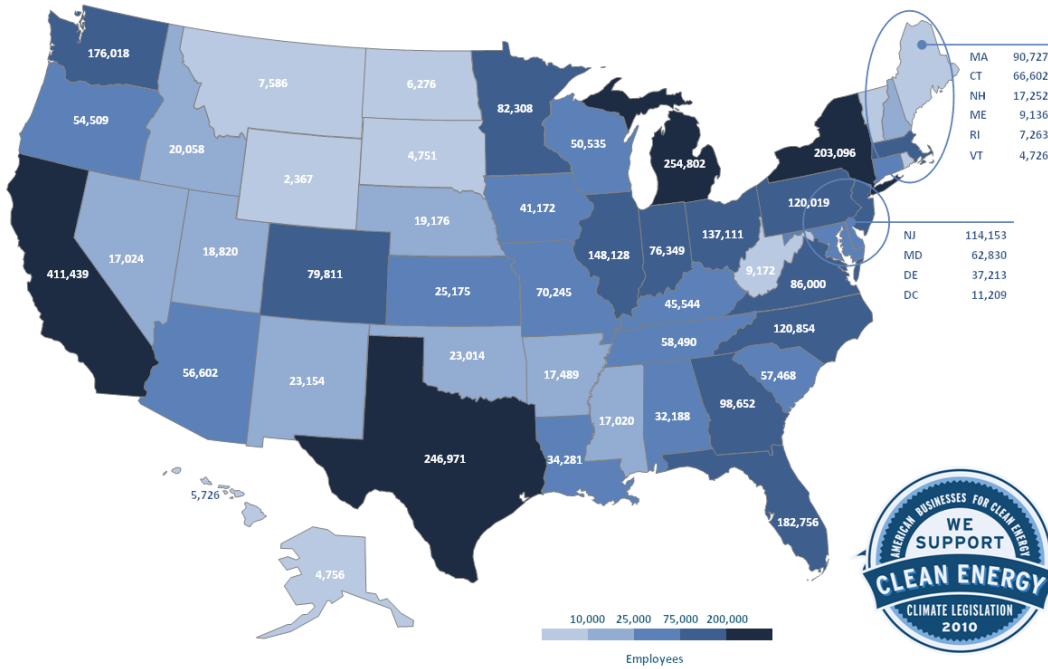 176,018
7,586
6,276
82,308
54,509
20,058
2,367
4,751
50,535
254,802
203,096
MA 90,727
CT 66,602
NH 17,252
ME 9,136
RI 7,263
VT 4,726
411,439
17,024
18,820
79,811
19,176
41,172
148,128
76,349
137,111
120,019
NJ 114,153
MD 62,830
DE 37,213
DC 11,209
25,175
70,245
45,544
9,172
86,000
56,602
23,154
23,014
17,489
58,490
120,854
57,468
246,971
34,281
17,020
32,188
98,652
182,756
5,726
4,756
10,000 25,000 75,000 200,000
Employees
AMERICAN BUSINESSES FOR CLEAN ENERGY
WE
SUPPORT
CLEAN ENERGY
CLIMATE LEGISLATION
2010